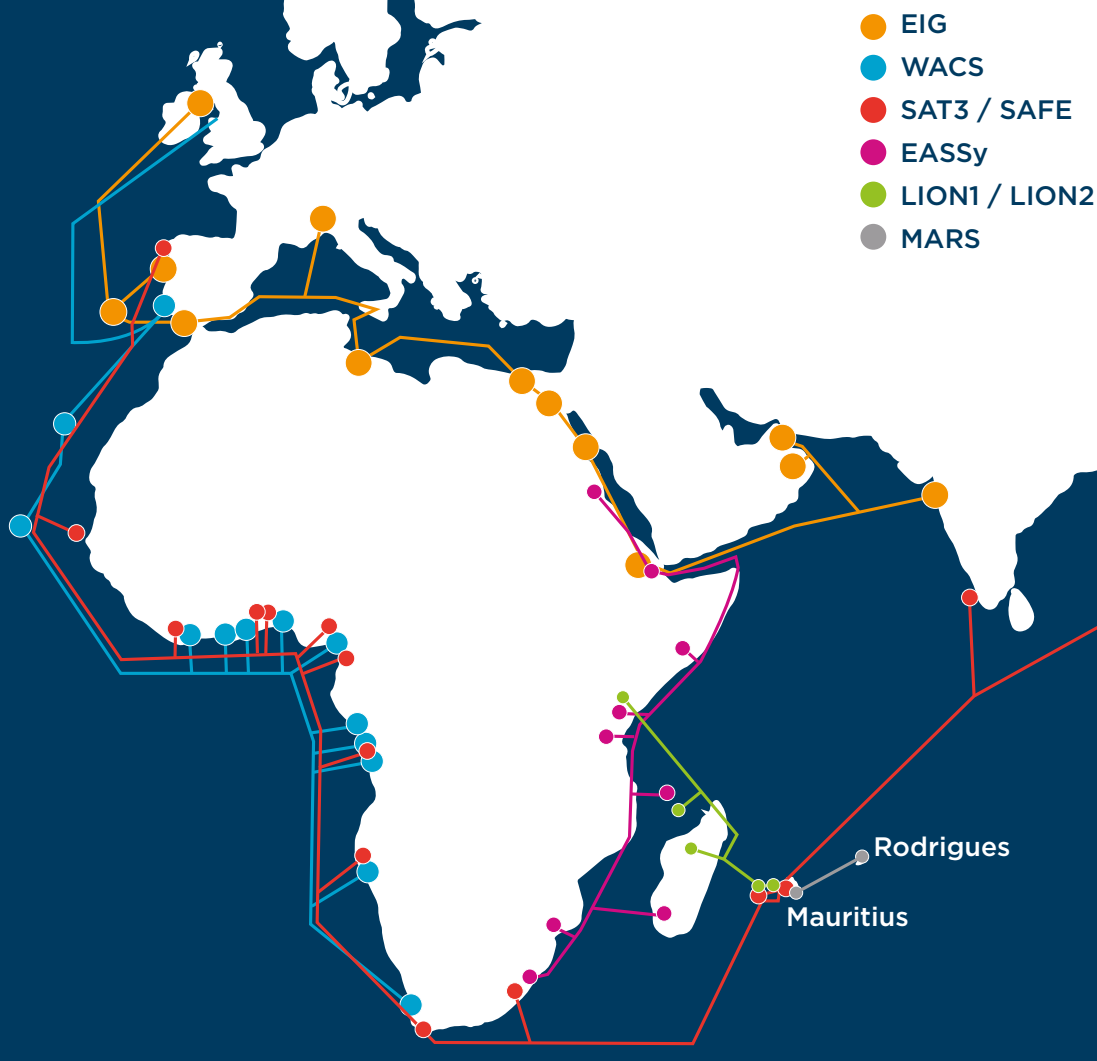 EIG
WACS
SAT3 / SAFE
EASSy
LION1 / LION2
MARS
Rodrigues
Mauritius